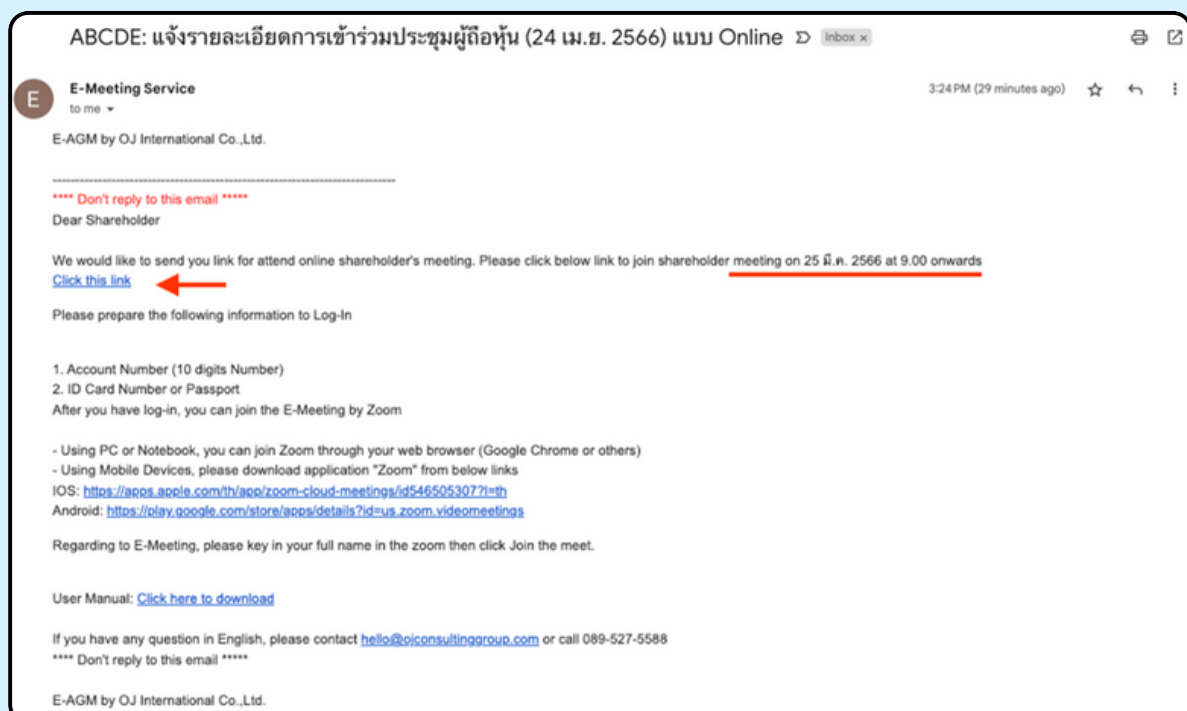 ABCDE: แจ้งรายละเอียดการเข้าร่วมประชุมผู้ถือหุ้น (24 เม.ย. 2566) แบบ Online Inbox x
E
E-Meeting Service
3:24 PM (29 minutes ago)
to me
E-AGM by OJ International Co.,Ltd.
--------------------------------------------------------------------------------
**** Don't reply to this email *****
Dear Shareholder
We would like to send you link for attend online shareholder's meeting. Please click below link to join shareholder meeting on 25 มี.ค. 2566 at 9.00 onwards
Click this link
Please prepare the following information to Log-In
1. Account Number (10 digits Number)
2. ID Card Number or Passport
After you have log-in, you can join the E-Meeting by Zoom
- Using PC or Notebook, you can join Zoom through your web browser (Google Chrome or others)
- Using Mobile Devices, please download application "Zoom" from below links
IOS: https://apps.apple.com/th/app/zoom-cloud-meetings/id546505307?l=th
Android: https://play.google.com/store/apps/details?id=us.zoom.videomeetings
Regarding to E-Meeting, please key in your full name in the zoom then click Join the meet.
User Manual: Click here to download
If you have any question in English, please contact hello@ojconsultinggroup.com or call 089-527-5588
**** Don't reply to this email *****
E-AGM by OJ International Co.,Ltd.